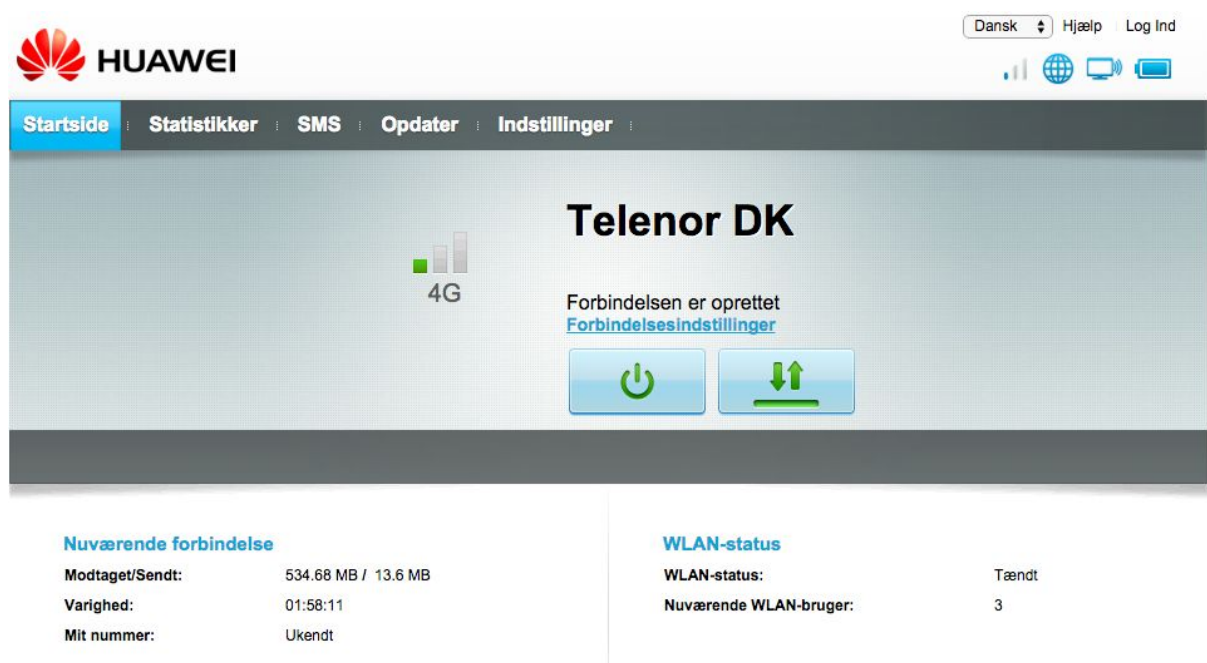 Dansk Hjælp Log Ind
HUAWEI
Startside Statistikker SMS Opdater Indstillinger
Telenor DK
4G
Forbindelsen er oprettet
Forbindelsesindstillinger
Nuværende forbindelse
Modtaget/Sendt: 534.68 MB / 13.6 MB
Varighed: 01:58:11
Mit nummer: Ukendt
WLAN-status
WLAN-status: Tændt
Nuværende WLAN-bruger: 3